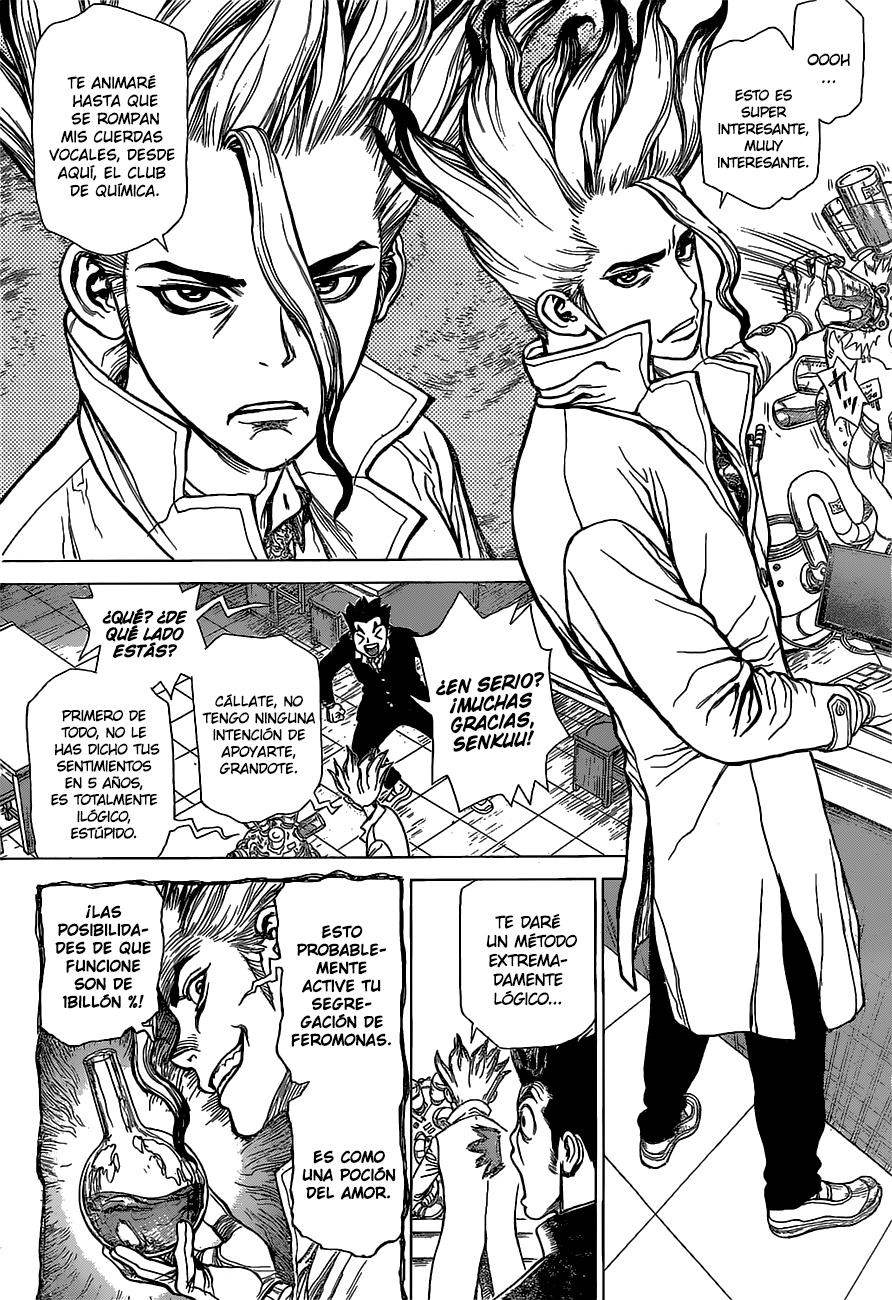 OOOH
...
ESTO ES
SUPER
INTERESANTE,
MUUY
INTERESANTE.
TE ANIMARÉ
HASTA QUE
SE ROMPAN
MIS CUERDAS
VOCALES, DESDE
AQUÍ, EL CLUB
DE QUÍMICA.
¿EN SERIO?
¡MUCHAS
GRACIAS,
SENKUU!
CÁLLATE, NO
TENGO NINGUNA
INTENCIÓN DE
APOYARTE,
GRANDOTE.
¿QUÉ? ¿DE
QUÉ LADO
ESTÁS?
PRIMERO DE
TODO, NO LE
HAS DICHO TUS
SENTIMIENTOS
EN 5 AÑOS,
ES TOTALMENTE
ILÓGICO,
ESTÚPIDO.
TE DARÉ
UN MÉTODO
EXTREMA-
DAMENTE
LÓGICO...
ESTO
PROBABLE-
MENTE
ACTIVE TU
SEGRE-
GACIÓN DE
FEROMONAS.
ES COMO
UNA POCIÓN
DEL AMOR.
¡LAS
POSIBILIDA-
DES DE QUE
FUNCIONE
SON DE
1BILLÓN %!